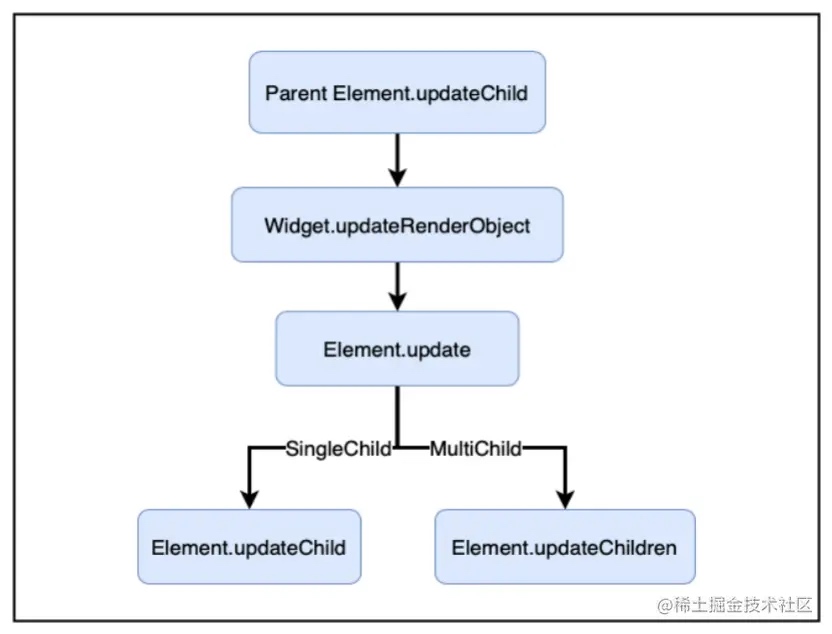 Parent Element.updateChild
Widget.updateRenderObject
Element.update
SingleChild
MultiChild
Element.updateChild
Element.updateChildren
@稀土掘金技术社区